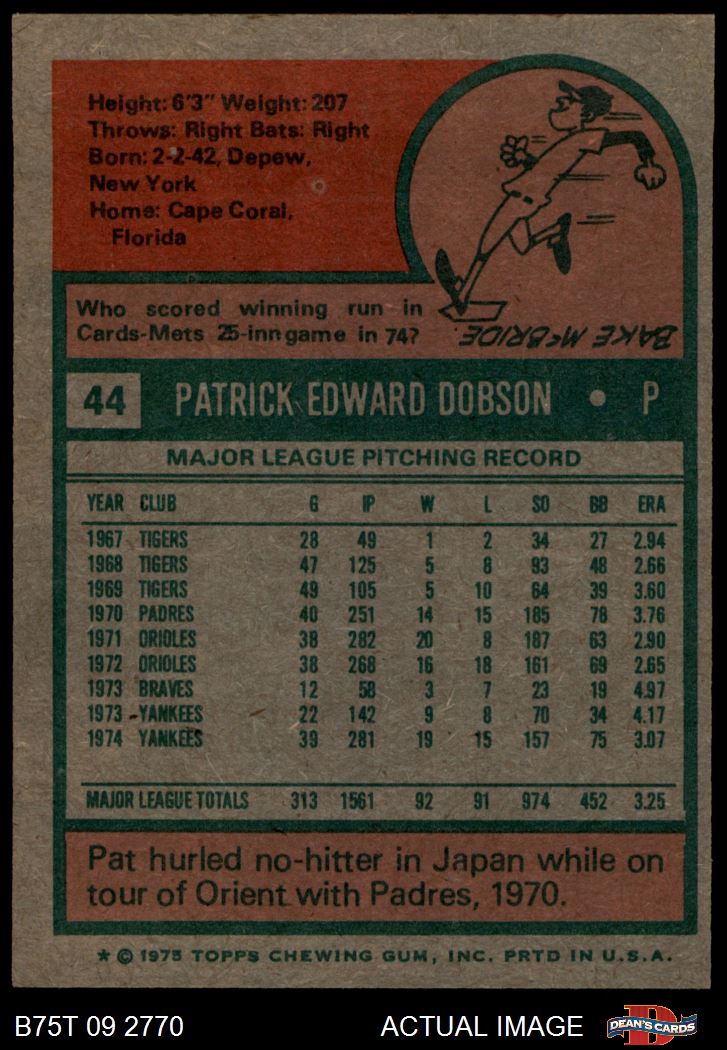 Height: 6'3" Weight: 207
Throws: Right Bats: Right
Born: 2-2-42, Depew,
New York
Home: Cape Coral,
Florida
Who scored winning run in
Cards-Mets 25-inn game in 74?
BAKE McBRIDE.
44 PATRICK EDWARD DOBSON • P
MAJOR LEAGUE PITCHING RECORD
YEAR CLUB G IP W L SO BB ERA
1967 TIGERS 28 49 1 2 34 27 2.94
1968 TIGERS 47 125 5 8 93 48 2.66
1969 TIGERS 49 105 5 10 64 39 3.60
1970 PADRES 40 251 14 15 185 78 3.76
1971 ORIOLES 38 282 20 8 187 63 2.90
1972 ORIOLES 38 268 16 18 161 69 2.65
1973 BRAVES 12 58 3 7 23 19 4.97
1973 YANKEES 22 142 9 8 70 34 4.17
1974 YANKEES 39 281 19 15 157 75 3.07
MAJOR LEAGUE TOTALS 313 1561 92 91 974 452 3.25
Pat hurled no-hitter in Japan while on
tour of Orient with Padres, 1970.
* © 1975 TOPPS CHEWING GUM, INC. PRTD IN U.S.A.
B75T 09 2770 ACTUAL IMAGE D DEAN'S CARDS